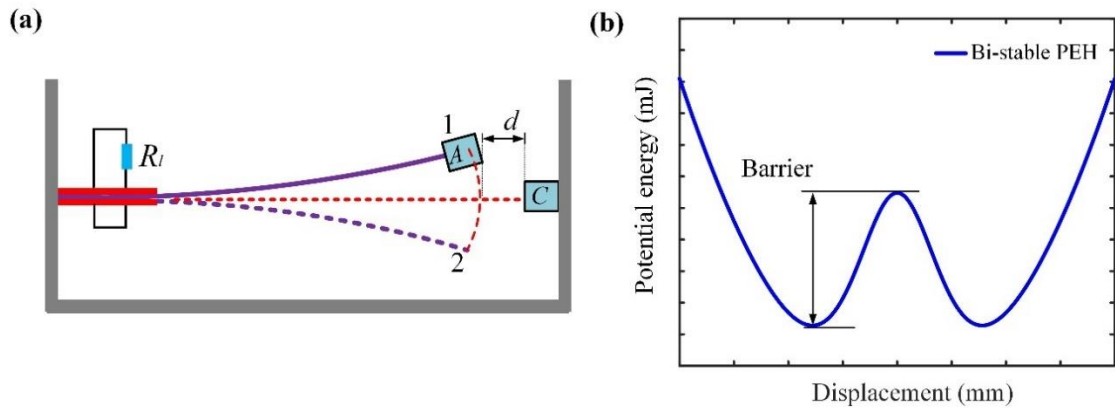 (a)
1
d
A
R_l
C
2
(b)
Bi-stable PEH
Barrier
Potential energy (mJ)
Displacement (mm)